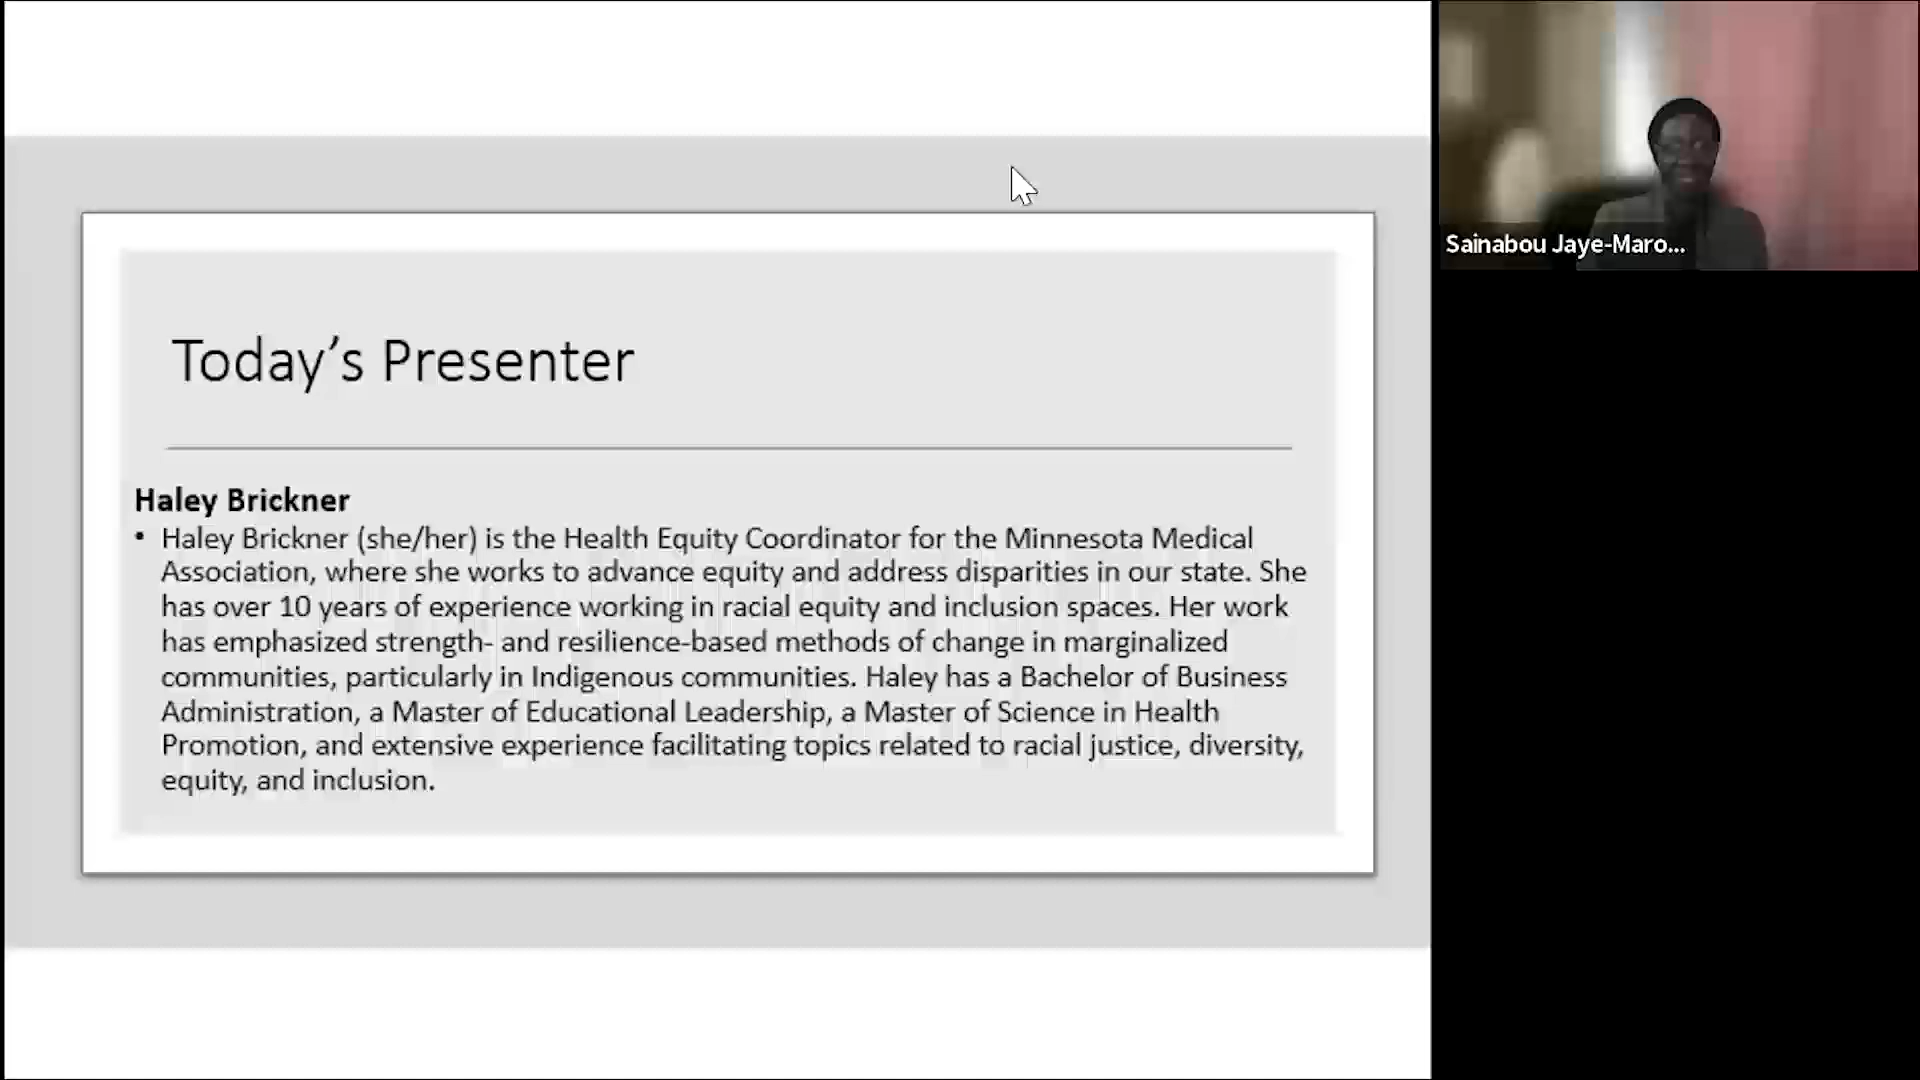 Today’s Presenter
Haley Brickner
• Haley Brickner (she/her) is the Health Equity Coordinator for the Minnesota Medical
Association, where she works to advance equity and address disparities in our state. She
has over 10 years of experience working in racial equity and inclusion spaces. Her work
has emphasized strength- and resilience-based methods of change in marginalized
communities, particularly in Indigenous communities. Haley has a Bachelor of Business
Administration, a Master of Educational Leadership, a Master of Science in Health
Promotion, and extensive experience facilitating topics related to racial justice, diversity,
equity, and inclusion.
Sainabou Jaye-Maro...